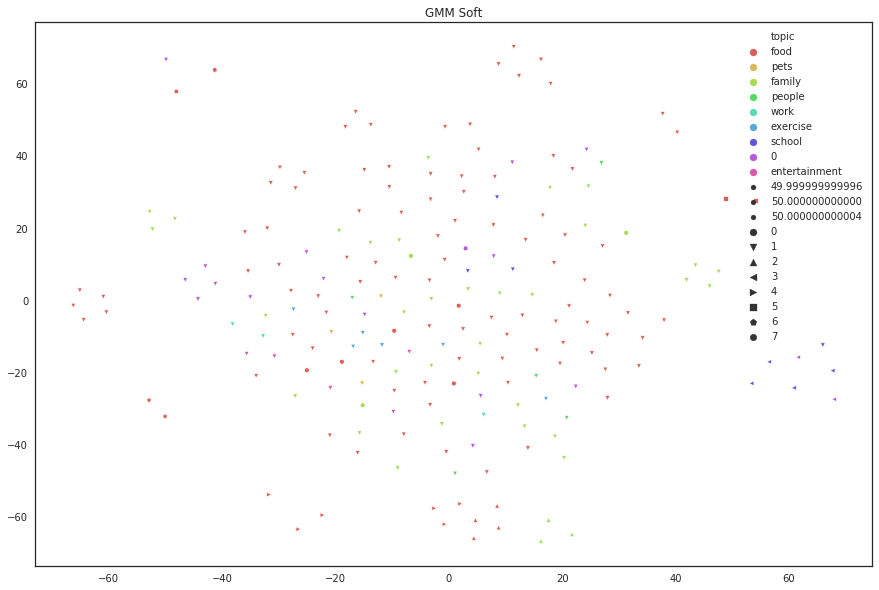 GMM Soft
topic
food
pets
family
people
work
exercise
school
0
entertainment
49.999999999996
50.000000000000
50.000000000004
0
1
2
3
4
5
6
7
60
40
20
0
−20
−40
−60
−60 −40 −20 0 20 40 60